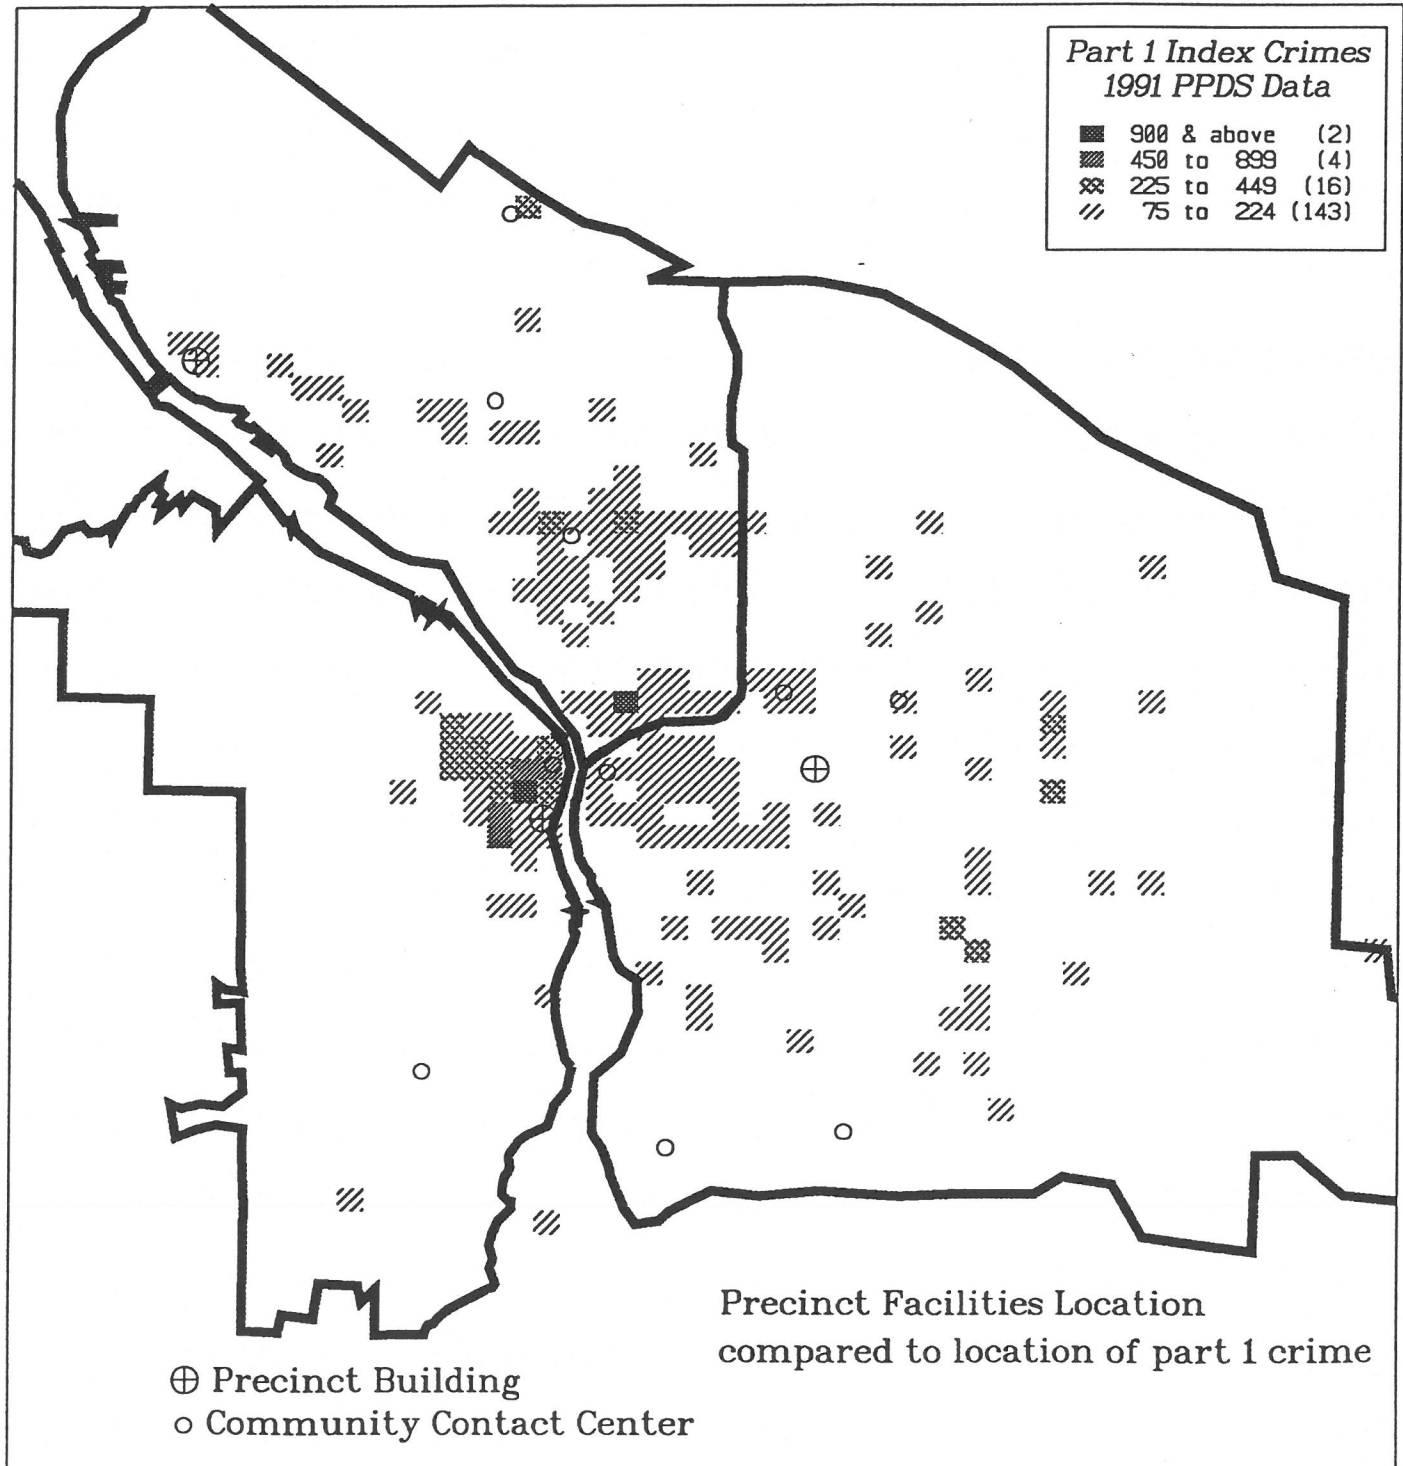 Part 1 Index Crimes
1991 PPDS Data
900 & above (2)
450 to 899 (4)
225 to 449 (16)
75 to 224 (143)
Precinct Facilities Location
compared to location of part 1 crime
Precinct Building
Community Contact Center